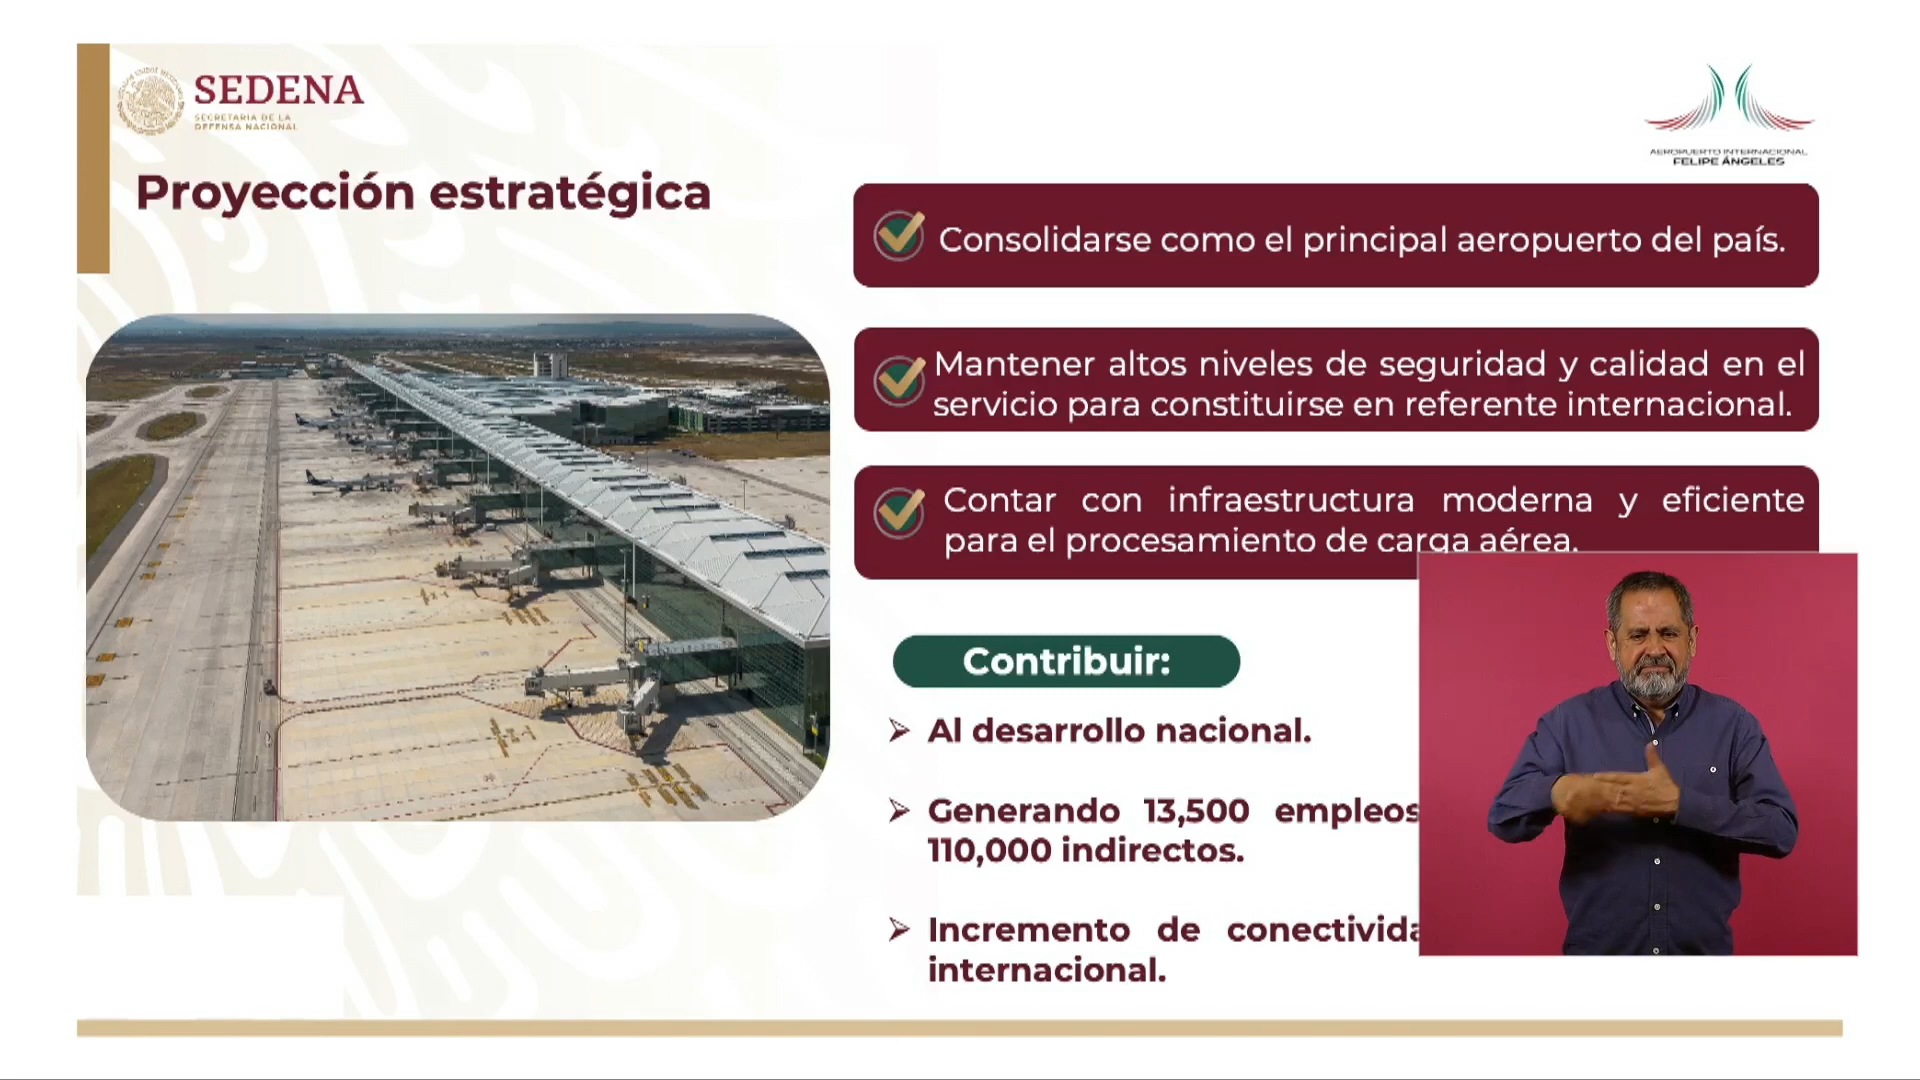 SEDENA
SECRETARÍA DE LA
DEFENSA NACIONAL
AEROPUERTO INTERNACIONAL
FELIPE ÁNGELES
Proyección estratégica
Consolidarse como el principal aeropuerto del país.
Mantener altos niveles de seguridad y calidad en el
servicio para constituirse en referente internacional.
Contar con infraestructura moderna y eficiente
para el procesamiento de carga aérea.
Contribuir:
Al desarrollo nacional.
Generando 13,500 empleos
110,000 indirectos.
Incremento de
internacional.